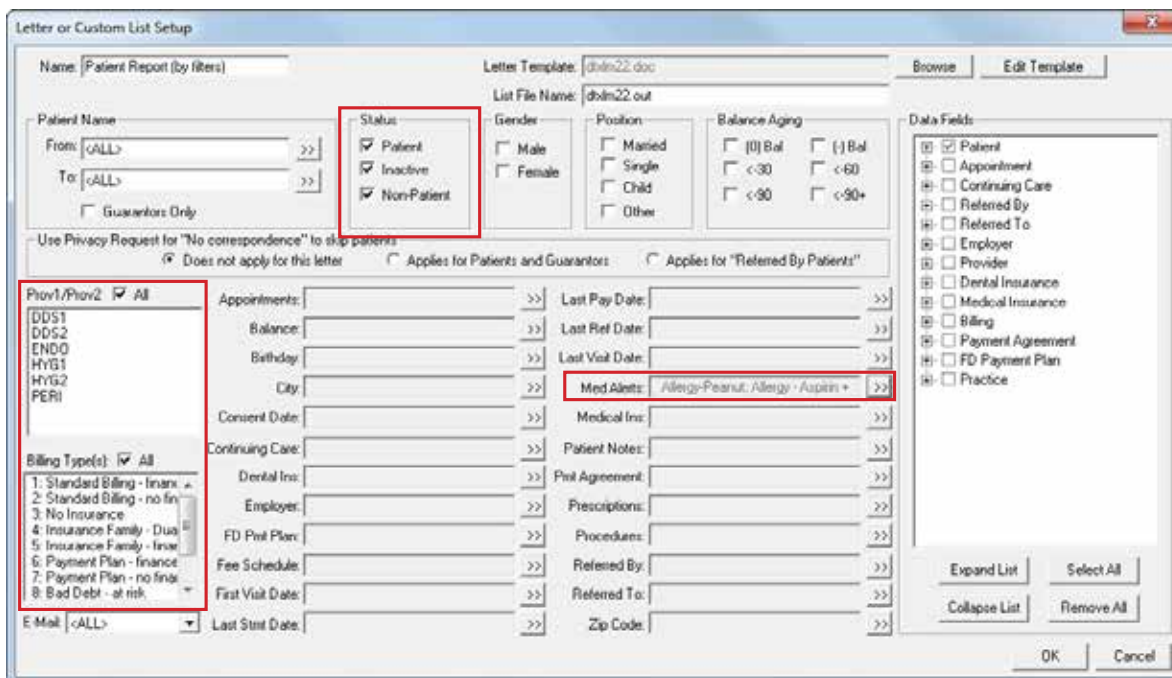 Letter or Custom List Setup
Name: Patient Report (by filters)
Letter Template: dxlm22.doc
Browse
Edit Template
List File Name: dxlm22.out
Patient Name
From: <ALL> >>
To: <ALL> >>
Guarantors Only
Status
Patient
Inactive
Non-Patient
Gender
Male
Female
Position
Married
Single
Child
Other
Balance Aging
(0) Bal (-) Bal
<-30 <-60
<-90 <-90+
Use Privacy Request for "No correspondence" to skip patients
Does not apply for this letter Applies for Patients and Guarantors Applies for "Referred By Patients"
Prov1/Prov2 All
DDS1
DDS2
ENDO
HYG1
HYG2
PERI
Billing Type(s): All
1: Standard Billing - financ
2: Standard Billing - no fin
3: No Insurance
4: Insurance Family - Dua
5: Insurance Family - finar
6: Payment Plan - finance
7: Payment Plan - no finar
8: Bad Debt - at risk
E-Mail: <ALL>
Appointments: >>
Balance: >>
Birthday: >>
City: >>
Consent Date: >>
Continuing Care: >>
Dental Ins: >>
Employer: >>
FD Pmt Plan: >>
Fee Schedule: >>
First Visit Date: >>
Last Stmt Date: >>
Last Pay Date: >>
Last Ref Date: >>
Last Visit Date: >>
Med Alerts: Allergy-Peanut; Allergy - Aspirin + >>
Medical Ins: >>
Patient Notes: >>
Pmt Agreement: >>
Prescriptions: >>
Procedures: >>
Referred By: >>
Referred To: >>
Zip Code: >>
Data Fields
Patient
Appointment
Continuing Care
Referred By
Referred To
Employer
Provider
Dental Insurance
Medical Insurance
Billing
Payment Agreement
FD Payment Plan
Practice
Expand List
Select All
Collapse List
Remove All
OK
Cancel